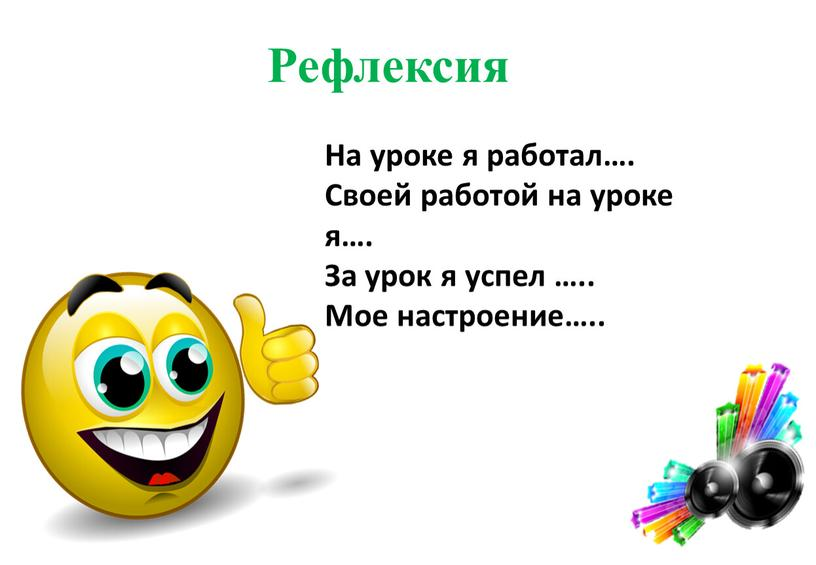 Рефлексия
На уроке я работал….
Своей работой на уроке
я….
За урок я успел …..
Мое настроение…..